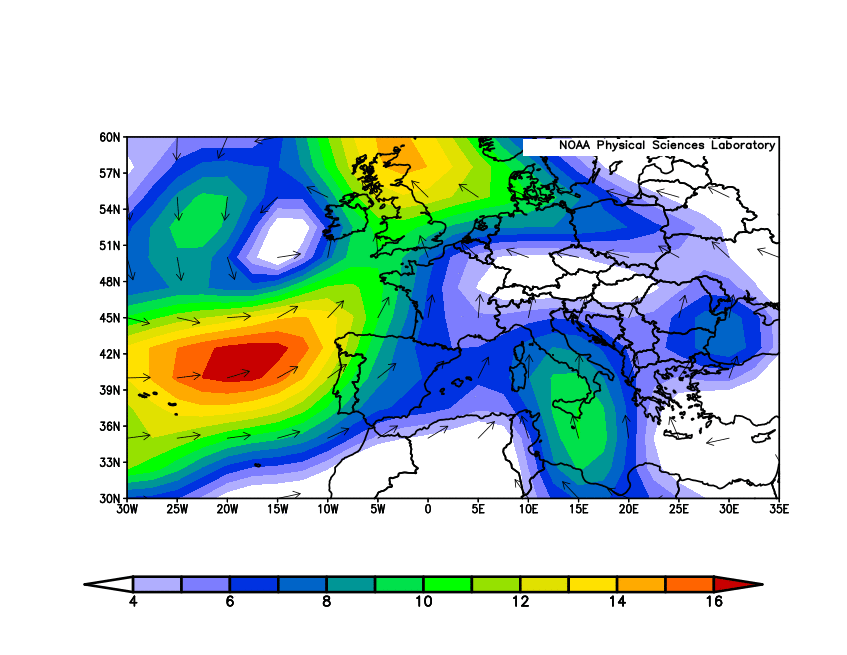 NOAA Physical Sciences Laboratory
60N
57N
54N
51N
48N
45N
42N
39N
36N
33N
30N
30W 25W 20W 15W 10W 5W 0 5E 10E 15E 20E 25E 30E 35E
4 6 8 10 12 14 16